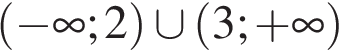 (−∞; 2) ∪ (3; +∞)